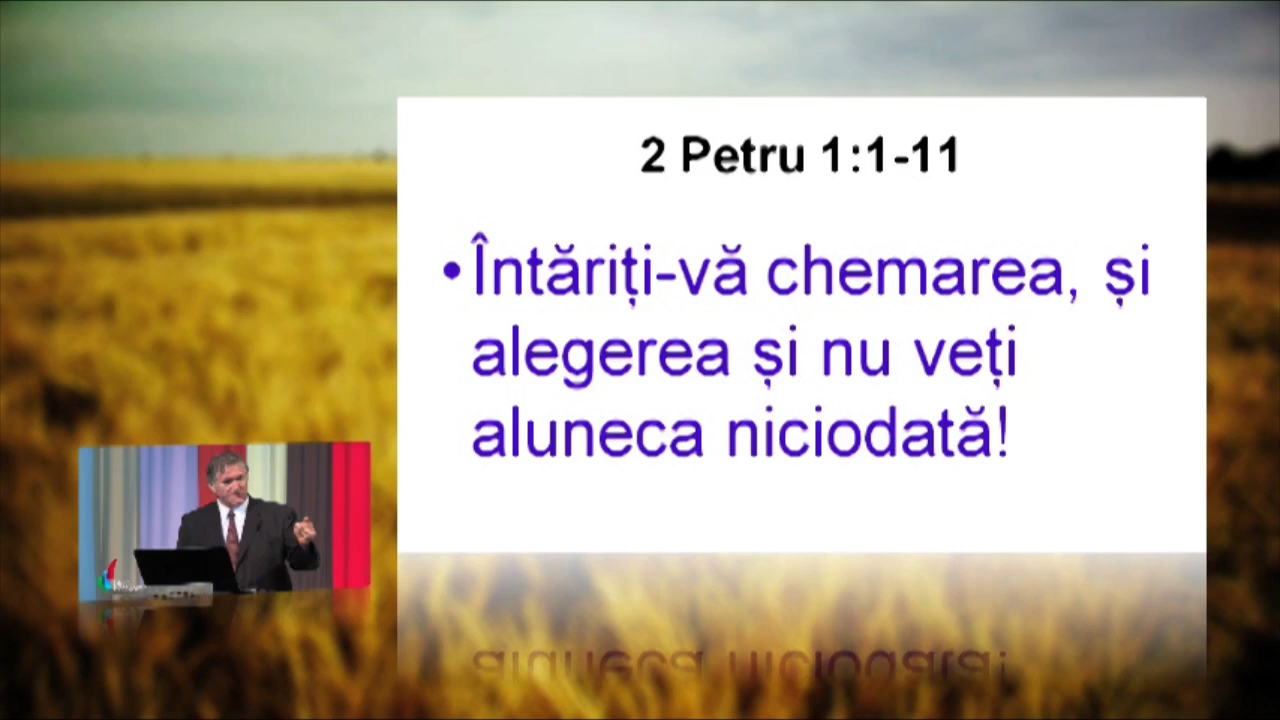 2 Petru 1:1-11
•Întăriți-vă chemarea, și
alegerea și nu veți
aluneca niciodată!